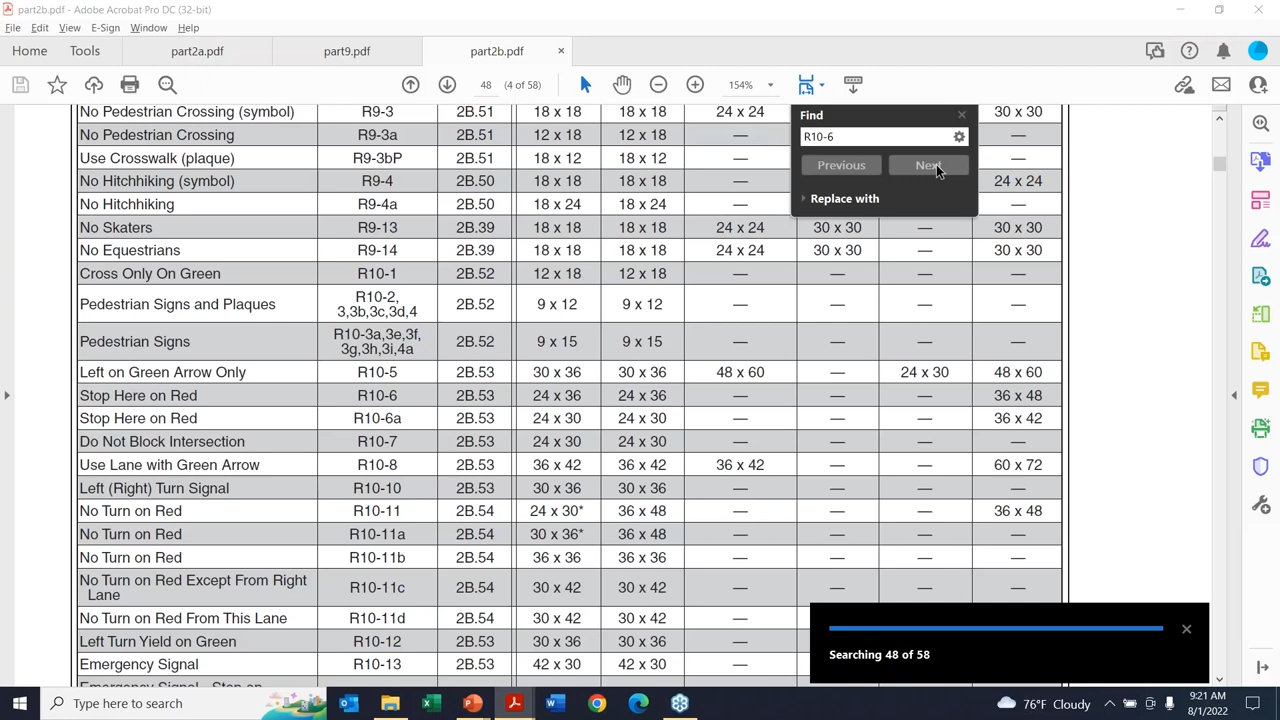 part2b.pdf - Adobe Acrobat Pro DC (32-bit)
File Edit View E-Sign Window Help
Home Tools part2a.pdf part9.pdf part2b.pdf ×
48 (4 of 58) 154%
Find
R10-6
Previous Next
Replace with
No Pedestrian Crossing (symbol) R9-3 2B.51 18 x 18 18 x 18 24 x 24 30 x 30
No Pedestrian Crossing R9-3a 2B.51 12 x 18 12 x 18 — —
Use Crosswalk (plaque) R9-3bP 2B.51 18 x 12 18 x 12 — —
No Hitchhiking (symbol) R9-4 2B.50 18 x 18 18 x 18 — 24 x 24
No Hitchhiking R9-4a 2B.50 18 x 24 18 x 24 — —
No Skaters R9-13 2B.39 18 x 18 18 x 18 24 x 24 30 x 30 — 30 x 30
No Equestrians R9-14 2B.39 18 x 18 18 x 18 24 x 24 30 x 30 — 30 x 30
Cross Only On Green R10-1 2B.52 12 x 18 12 x 18 — — — —
Pedestrian Signs and Plaques R10-2, 3,3b,3c,3d,4 2B.52 9 x 12 9 x 12 — — — —
Pedestrian Signs R10-3a,3e,3f, 3g,3h,3i,4a 2B.52 9 x 15 9 x 15 — — — —
Left on Green Arrow Only R10-5 2B.53 30 x 36 30 x 36 48 x 60 — 24 x 30 48 x 60
Stop Here on Red R10-6 2B.53 24 x 36 24 x 36 — — — 36 x 48
Stop Here on Red R10-6a 2B.53 24 x 30 24 x 30 — — — 36 x 42
Do Not Block Intersection R10-7 2B.53 24 x 30 24 x 30 — — — —
Use Lane with Green Arrow R10-8 2B.53 36 x 42 36 x 42 36 x 42 — — 60 x 72
Left (Right) Turn Signal R10-10 2B.53 30 x 36 30 x 36 — — — —
No Turn on Red R10-11 2B.54 24 x 30* 36 x 48 — — — 36 x 48
No Turn on Red R10-11a 2B.54 30 x 36* 36 x 48 — — — —
No Turn on Red R10-11b 2B.54 36 x 36 36 x 36 — — — —
No Turn on Red Except From Right Lane R10-11c 2B.54 30 x 42 30 x 42 — — — —
No Turn on Red From This Lane R10-11d 2B.54 30 x 42 30 x 42 —
Left Turn Yield on Green R10-12 2B.53 30 x 36 30 x 36 —
Emergency Signal R10-13 2B.53 42 x 30 42 x 30 —
Searching 48 of 58
Type here to search
76°F Cloudy
9:21 AM
8/1/2022